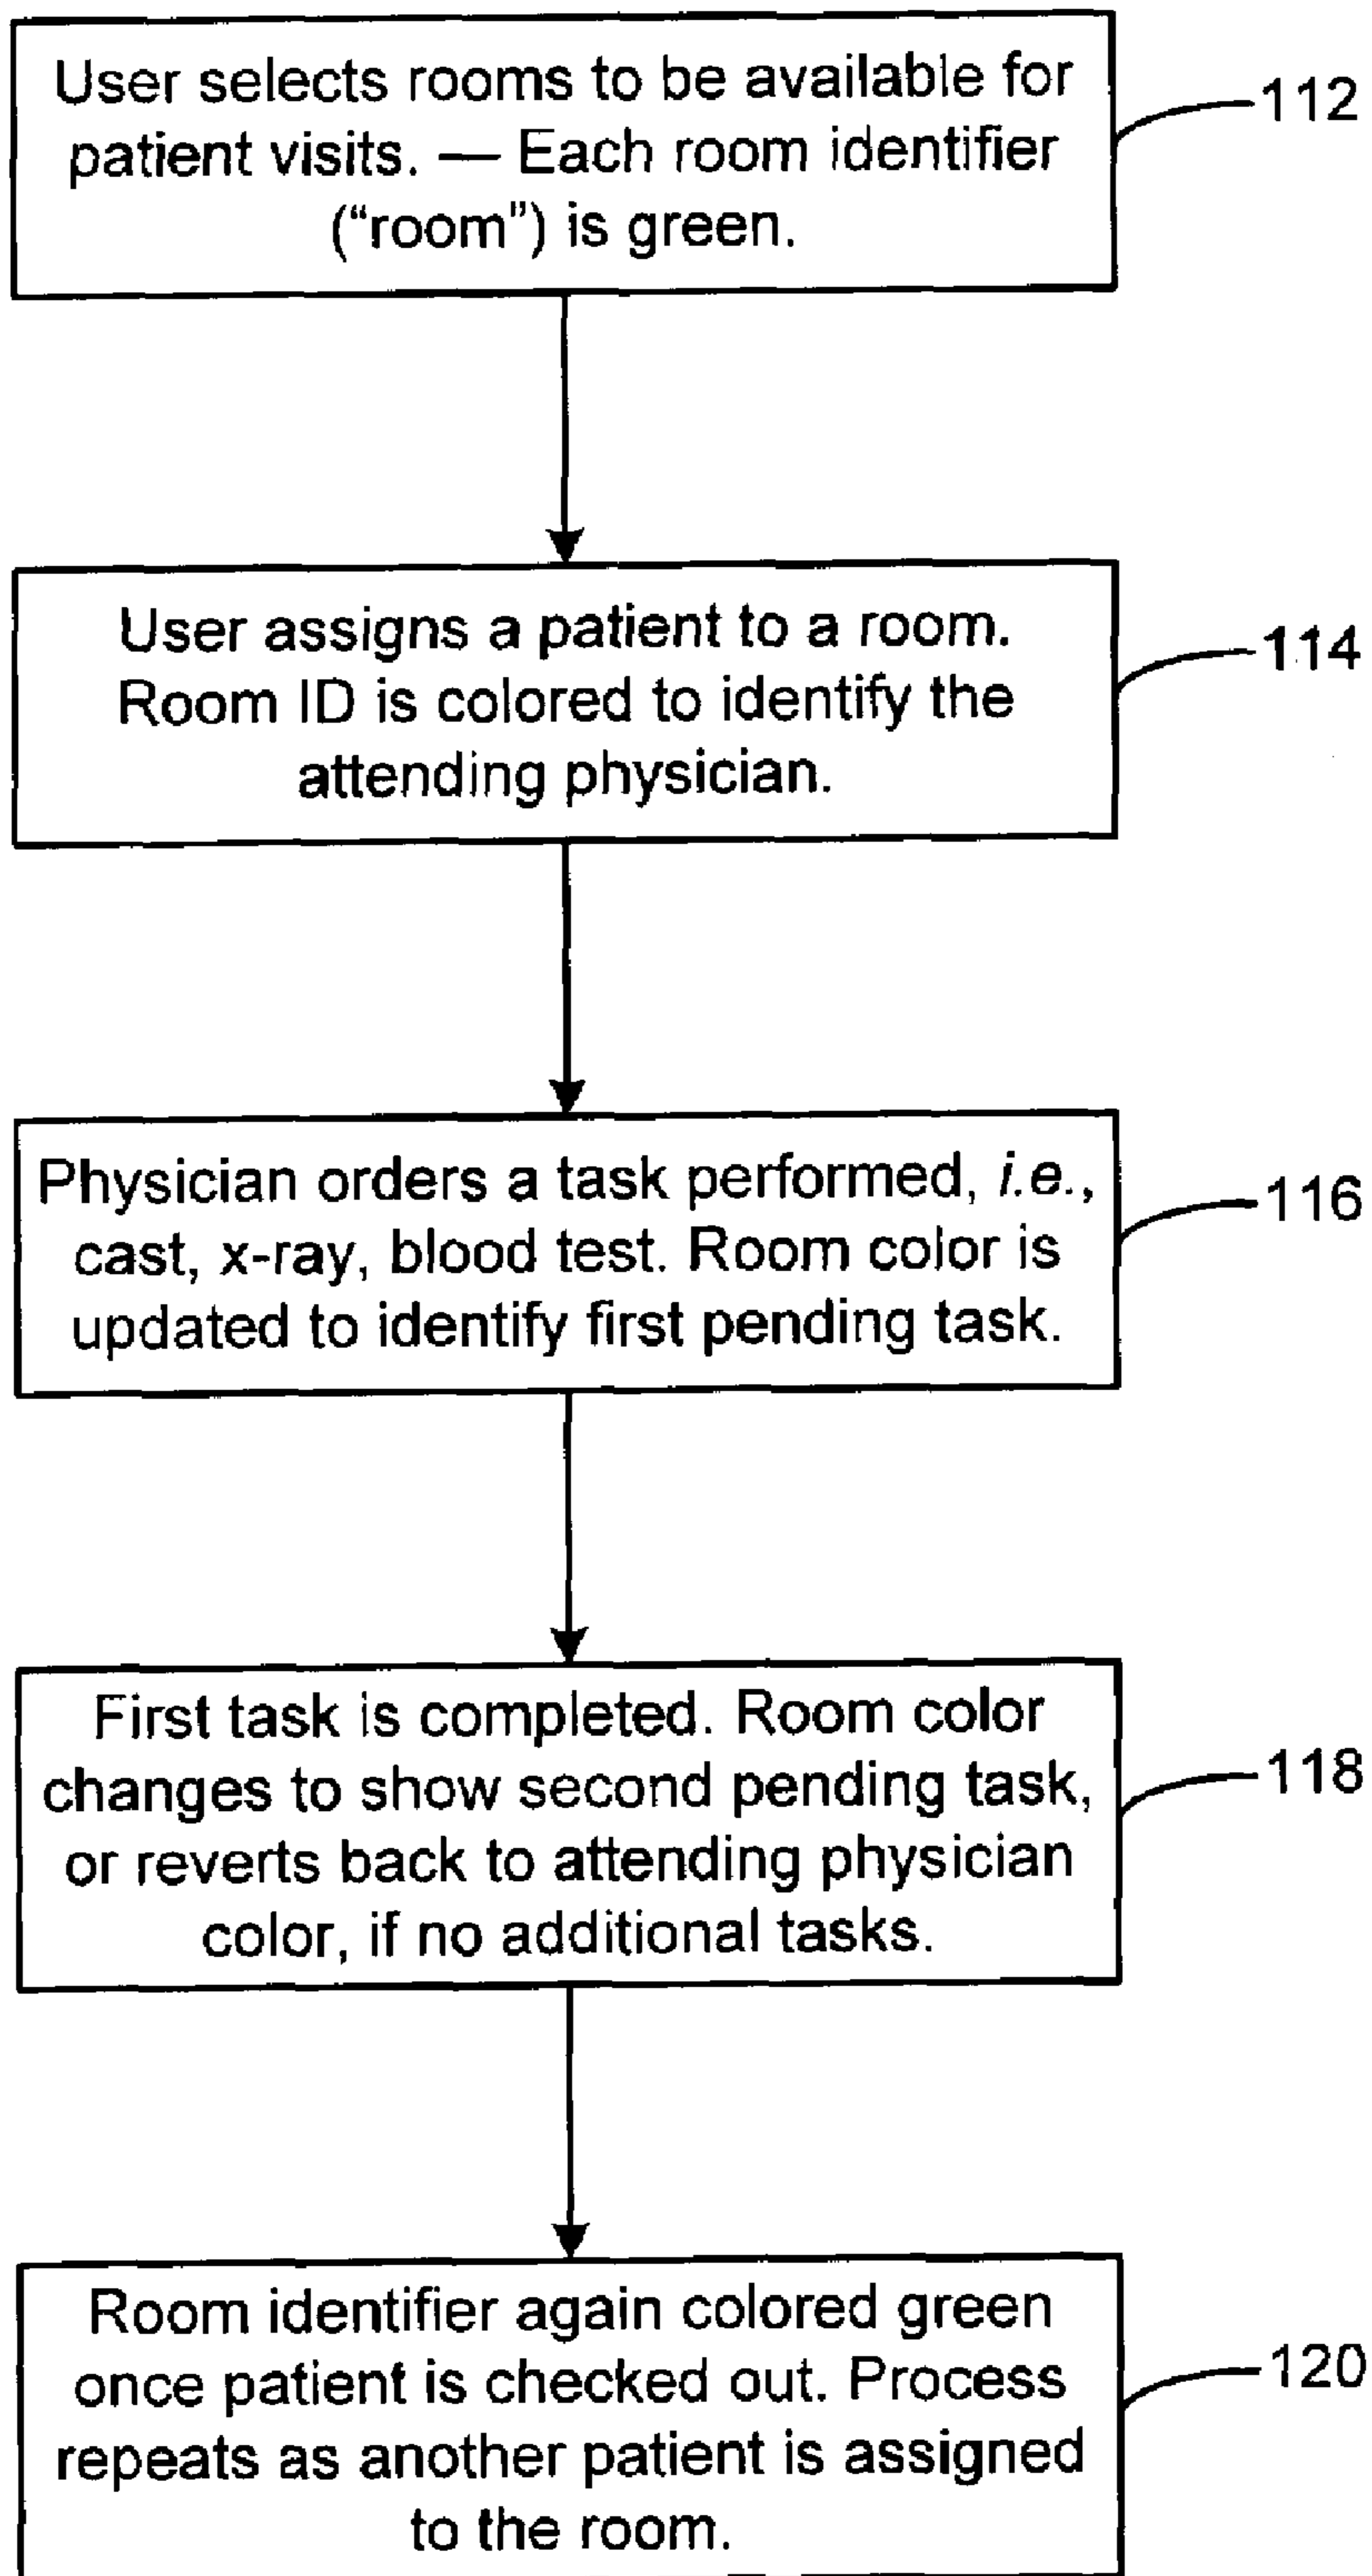 User selects rooms to be available for
patient visits. — Each room identifier
(“room”) is green.
112
User assigns a patient to a room.
Room ID is colored to identify the
attending physician.
114
Physician orders a task performed, i.e.,
cast, x-ray, blood test. Room color is
updated to identify first pending task.
116
First task is completed. Room color
changes to show second pending task,
or reverts back to attending physician
color, if no additional tasks.
118
Room identifier again colored green
once patient is checked out. Process
repeats as another patient is assigned
to the room.
120